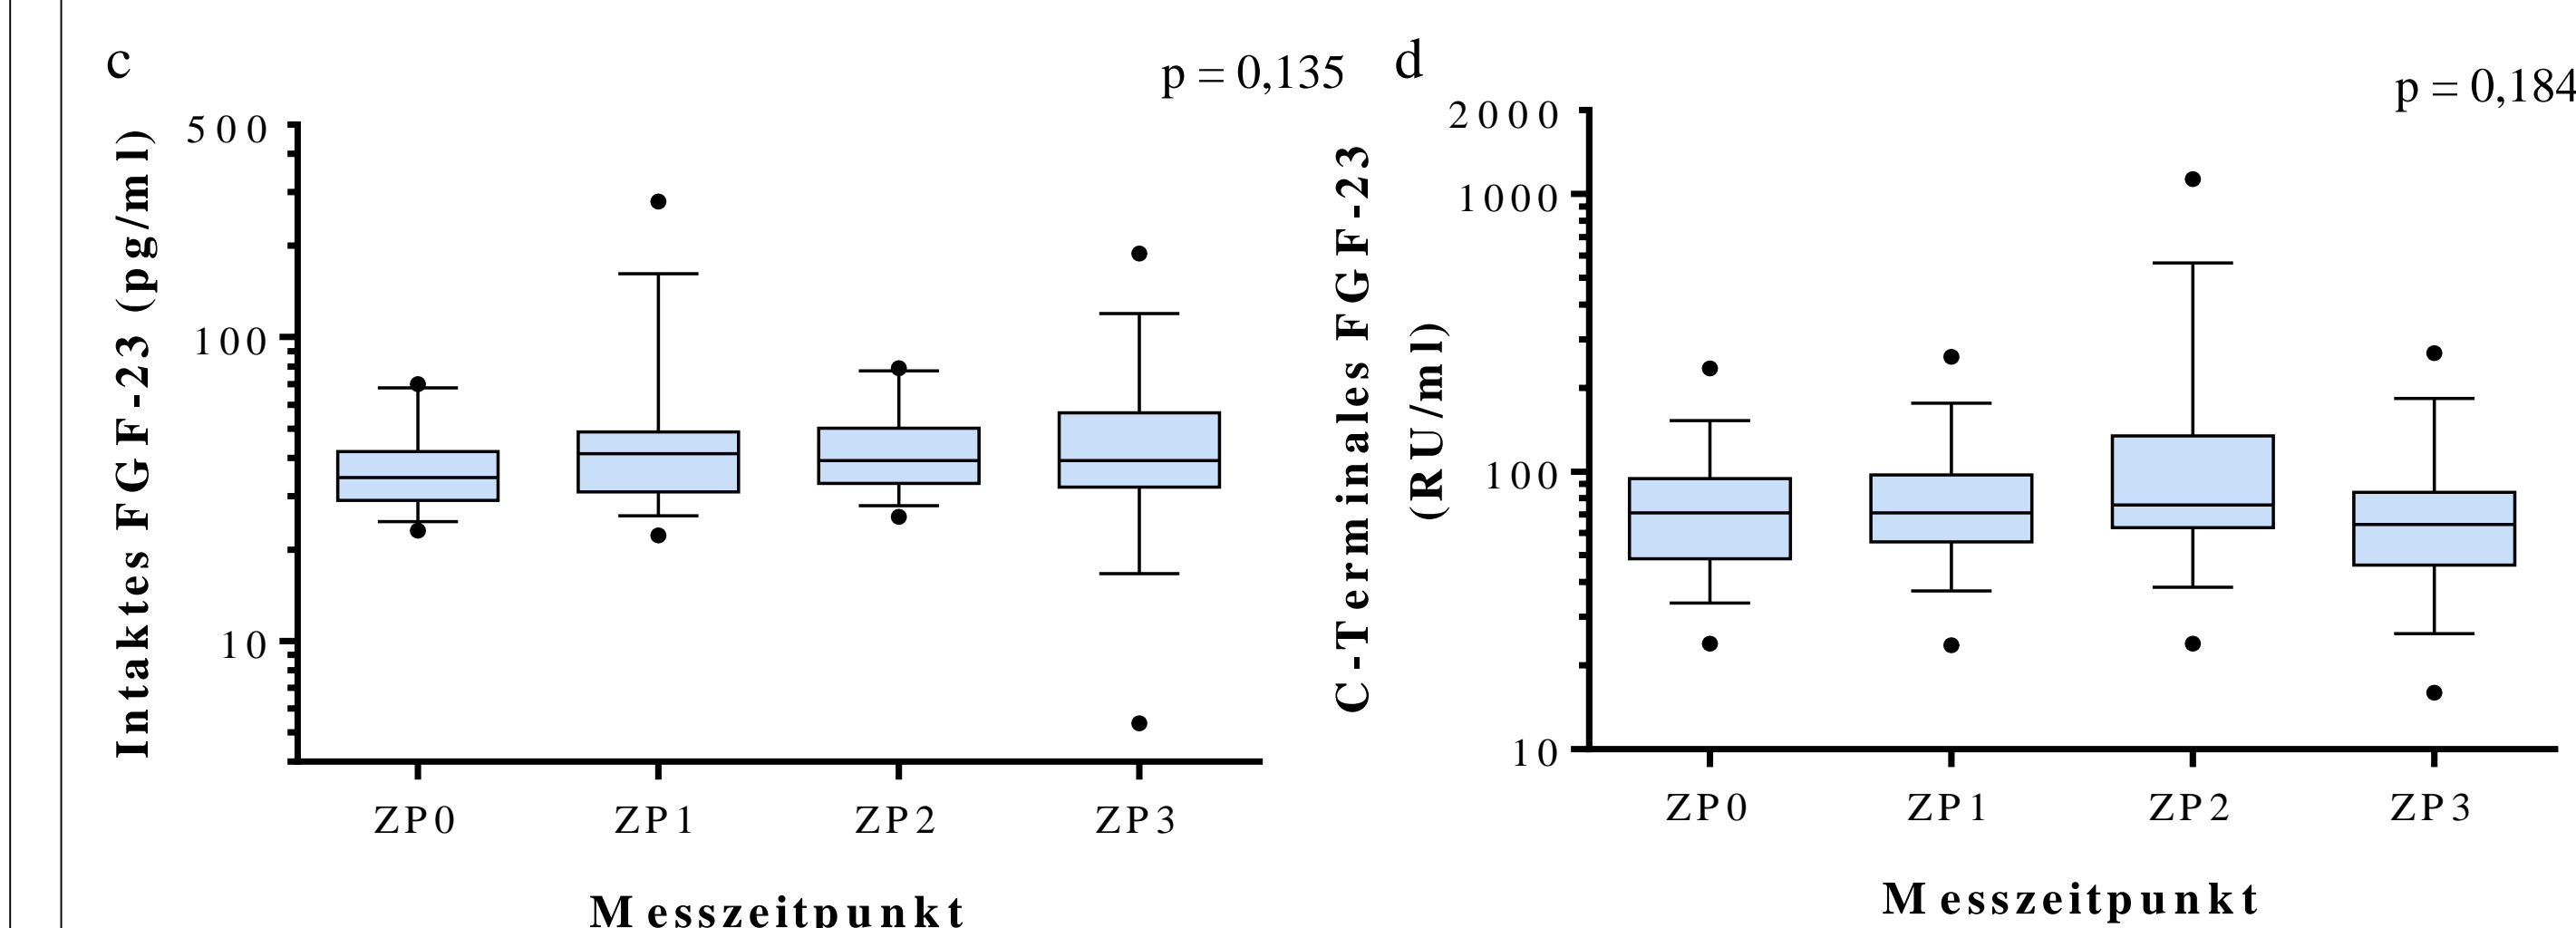 c
p = 0,135
Intaktes FGF-23 (pg/ml)
500
100
10
ZP0 ZP1 ZP2 ZP3
Messzeitpunkt
d
p = 0,184
C-Terminales FGF-23
(RU/ml)
2000
1000
100
10
ZP0 ZP1 ZP2 ZP3
Messzeitpunkt